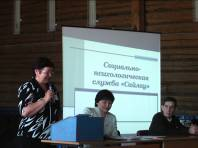 Социально-
психологическая
служба «Сайлау»